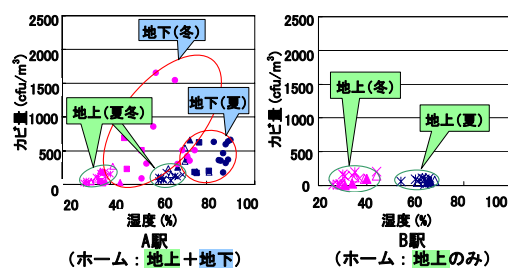 地下(冬)
地上(夏冬)
地下(夏)
カビ量(cfu/m³)
2500
2000
1500
1000
500
0
20 40 60 80 100
湿度(%)
A駅
(ホーム：地上＋地下)
地上(冬)
地上(夏)
カビ量(cfu/m³)
2500
2000
1500
1000
500
0
20 40 60 80 100
湿度(%)
B駅
(ホーム：地上のみ)